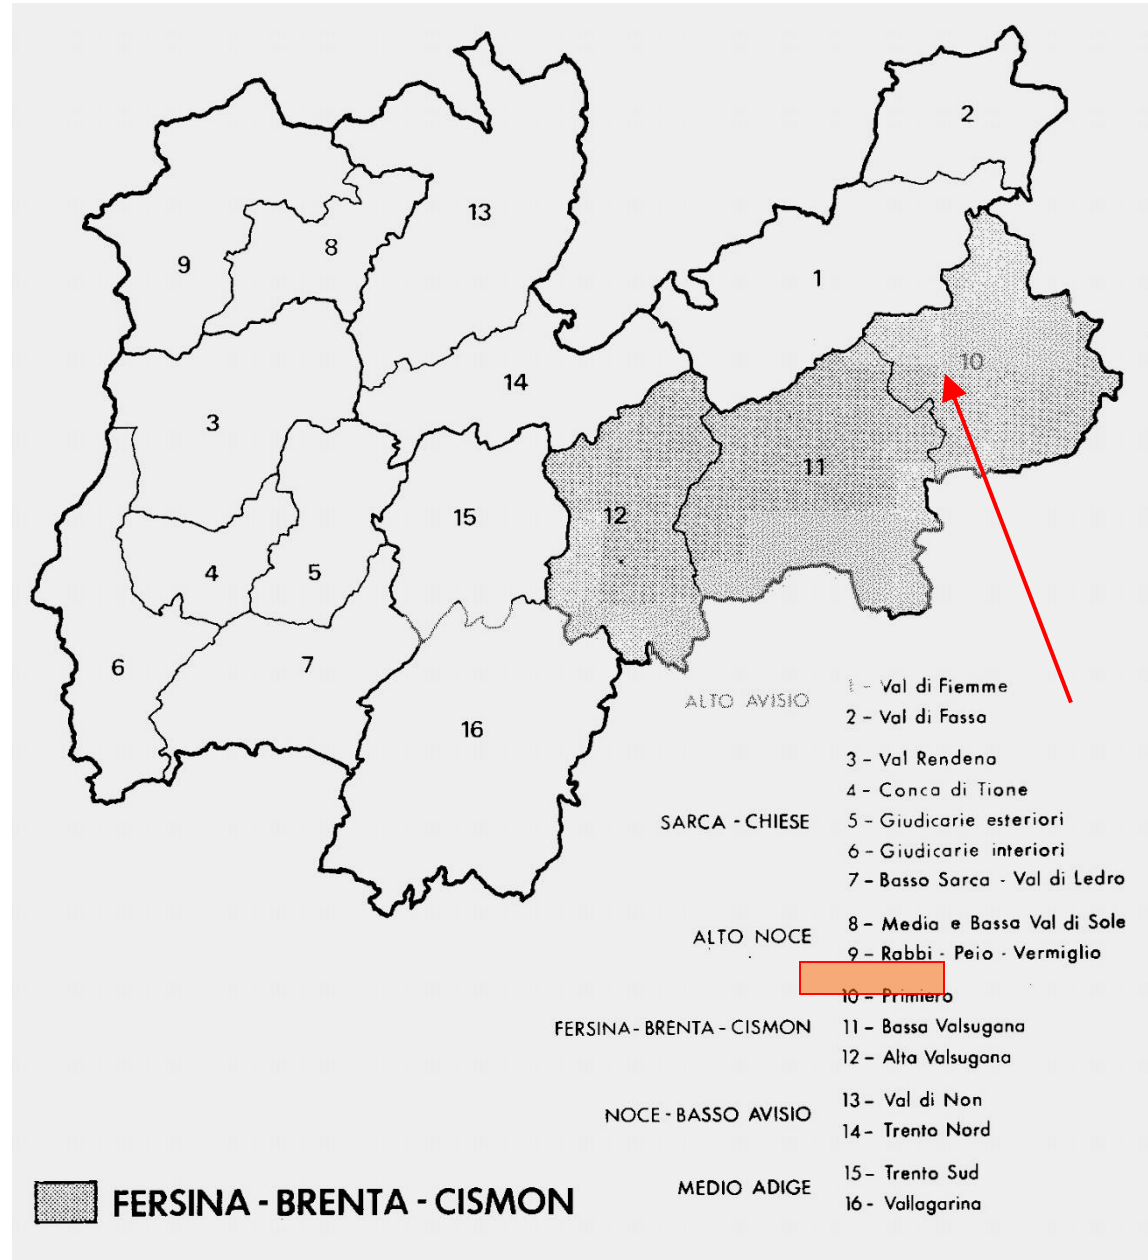 2
13
8
9
1
10
14
3
11
15
12
4
5
6
7
16
ALTO AVISIO
1 - Val di Fiemme
2 - Val di Fassa
SARCA - CHIESE
3 - Val Rendena
4 - Conca di Tione
5 - Giudicarie esteriori
6 - Giudicarie interiori
7 - Basso Sarca - Val di Ledro
ALTO NOCE
8 - Media e Bassa Val di Sole
9 - Rabbi - Peio - Vermiglio
FERSINA - BRENTA - CISMON
10 - Primiero
11 - Bassa Valsugana
12 - Alta Valsugana
NOCE - BASSO AVISIO
13 - Val di Non
14 - Trento Nord
MEDIO ADIGE
15 - Trento Sud
16 - Vallagarina
FERSINA - BRENTA - CISMON